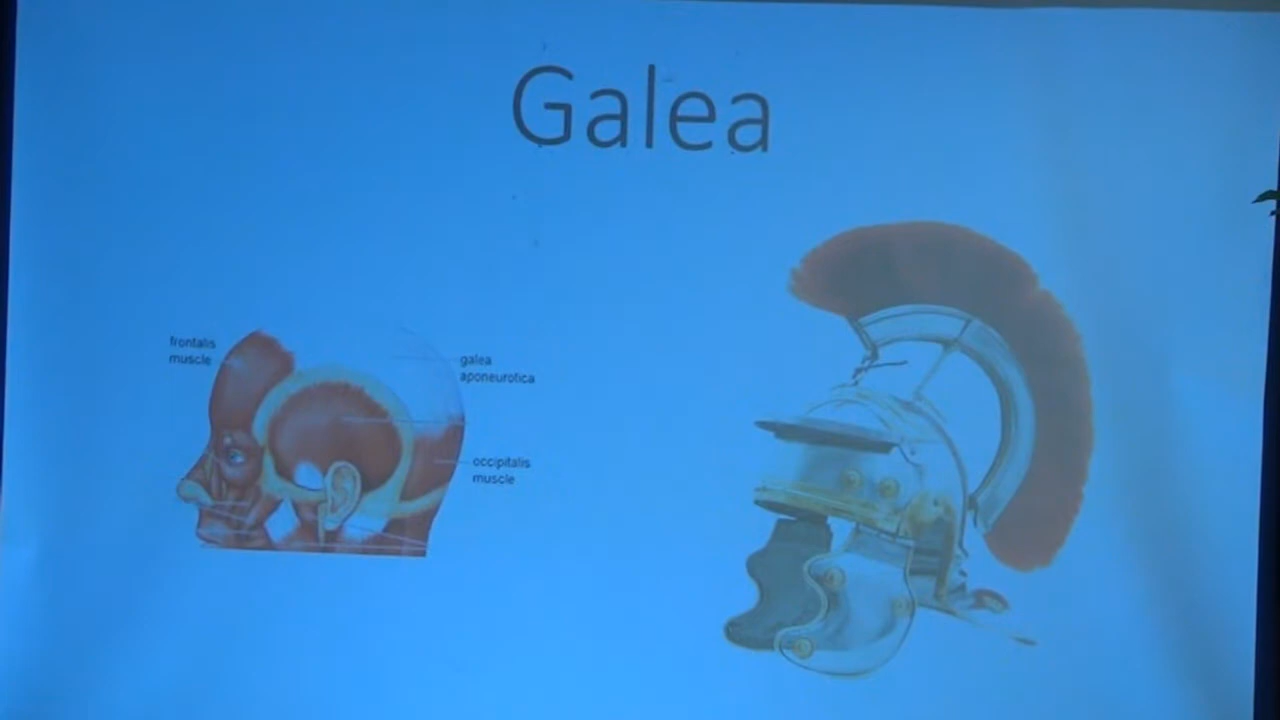 Galea
frontalis
muscle
galea
aponeurotica
occipitalis
muscle